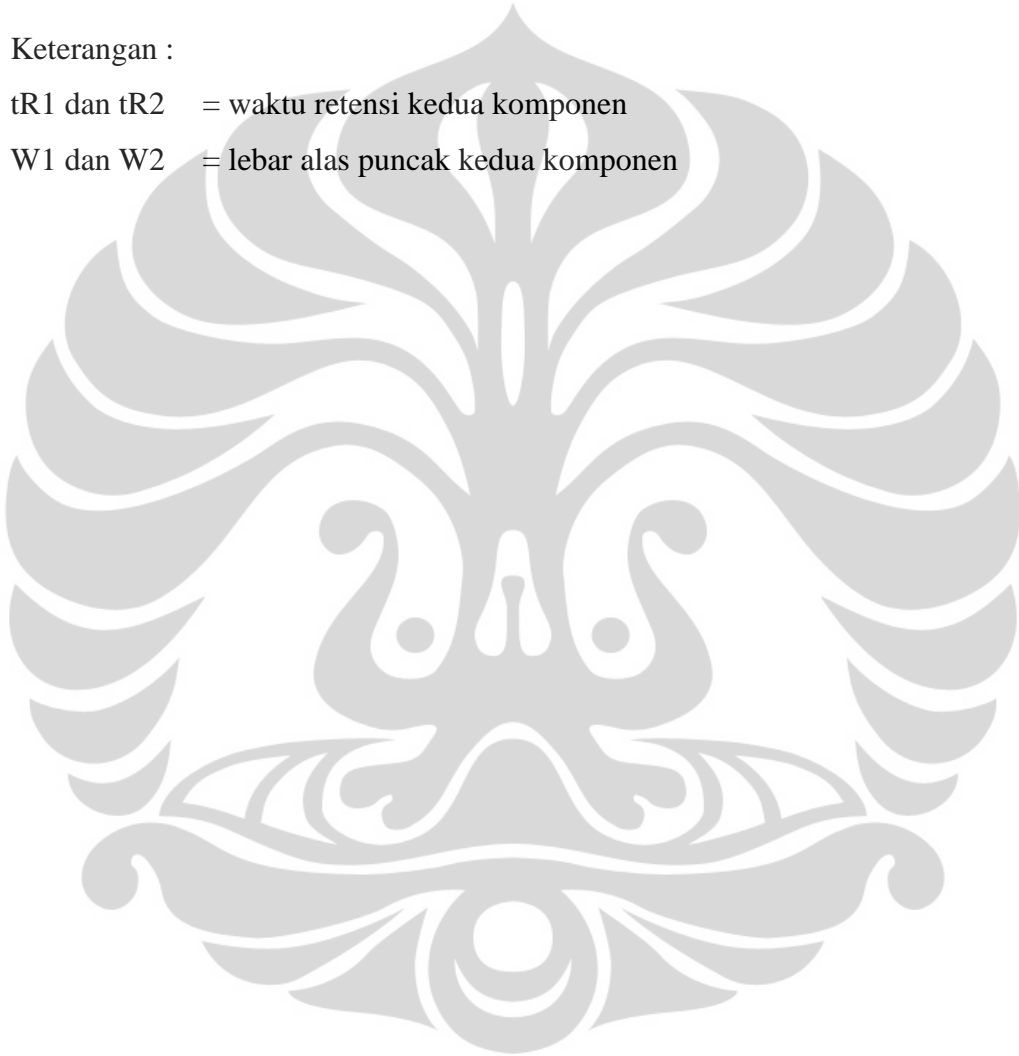 Keterangan :
tR1 dan tR2 = waktu retensi kedua komponen
W1 dan W2 = lebar alas puncak kedua komponen